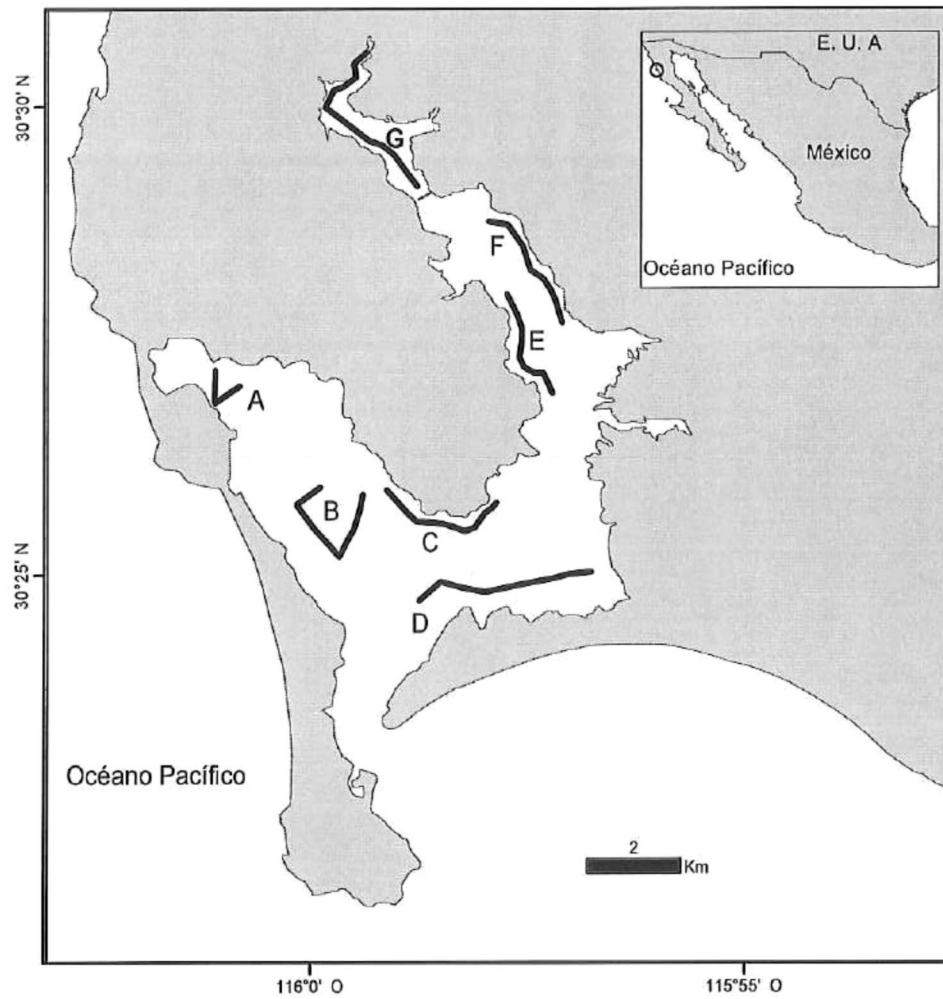 E. U. A
México
Océano Pacífico
30°30' N
G
F
E
A
B
C
30°25' N
D
Océano Pacífico
2
Km
116°0' O
115°55' O